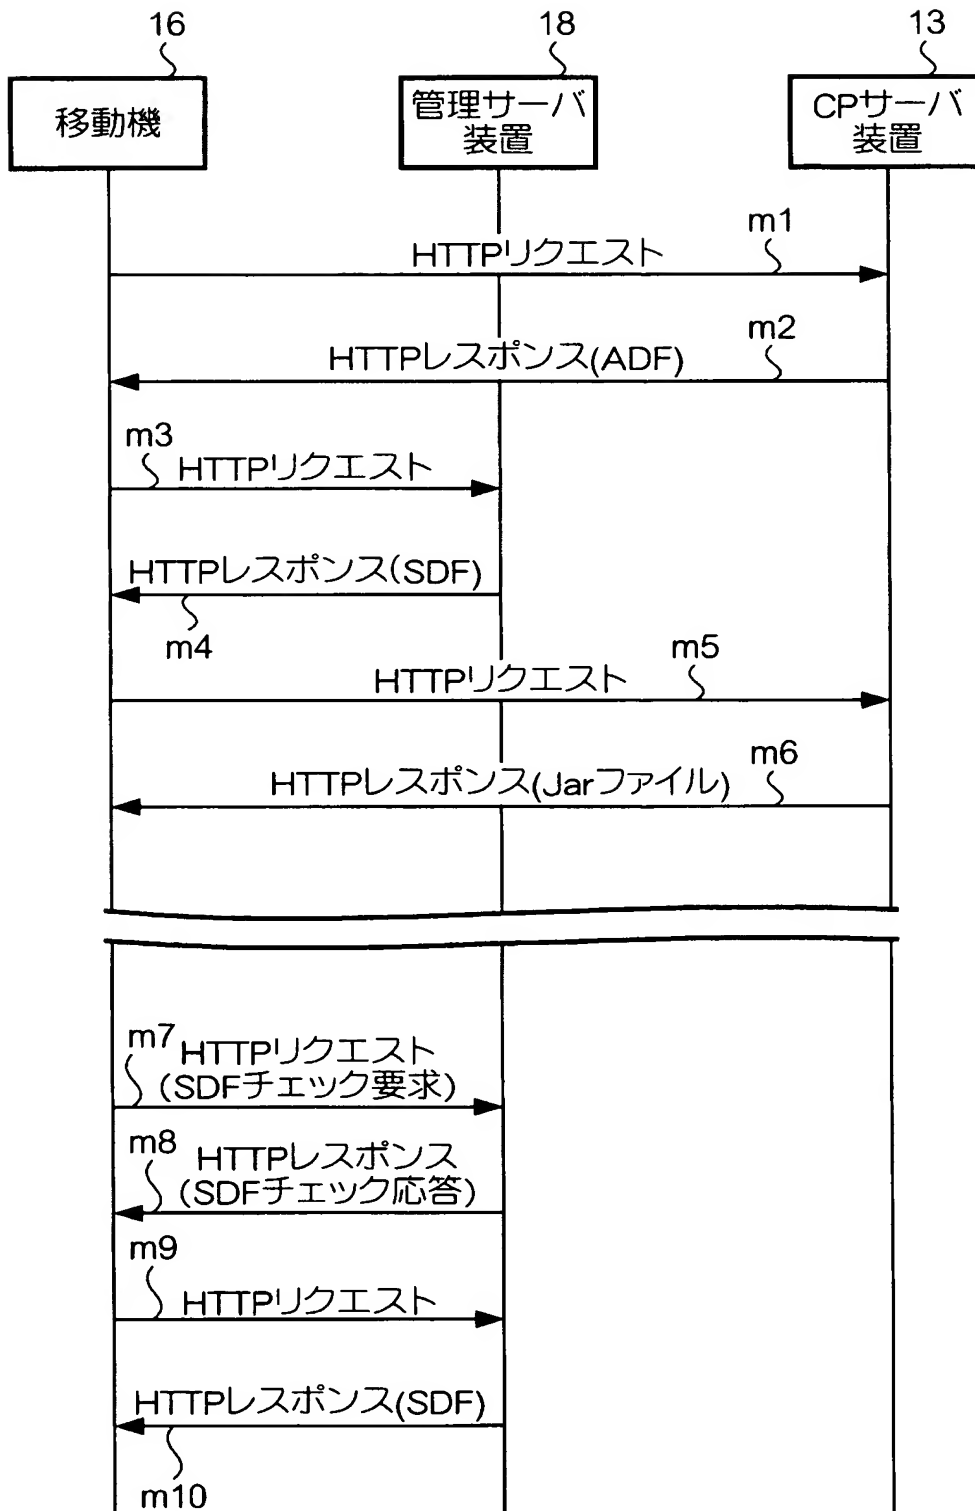 16
18
13
移動機
管理サーバ
装置
CPサーバ
装置
m1
HTTPリクエスト
m2
HTTPレスポンス(ADF)
m3
HTTPリクエスト
HTTPレスポンス(SDF)
m4
m5
HTTPリクエスト
m6
HTTPレスポンス(Jarファイル)
m7
HTTPリクエスト
(SDFチェック要求)
m8
HTTPレスポンス
(SDFチェック応答)
m9
HTTPリクエスト
HTTPレスポンス(SDF)
m10